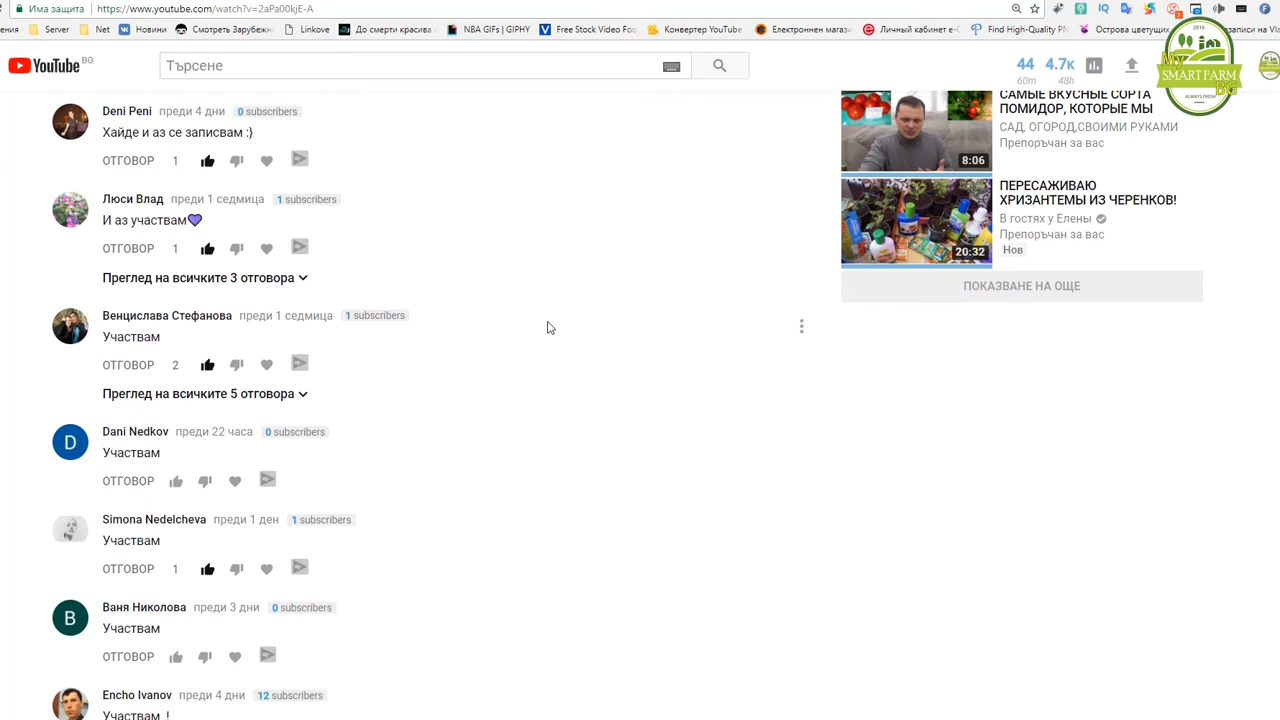 Има защита
https://www.youtube.com/watch?v=2aPa00kjE-A
Server
Net
Новини
Смотреть Зарубежн
Linkove
До смерти красива
NBA GIFs | GIPHY
Free Stock Video Foo
Конвертер YouTube
Електроннен магаз
Личный кабинет e-C
Find High-Quality PN
Острова цветущих
YouTube BG
Търсене
44
60m
4.7к
48h
2016
My
SMARTFARM
BG
ALWAYS FRESH
Deni Peni преди 4 дни 0 subscribers
Хайде и аз се записвам :}
ОТГОВОР 1
Люси Влад преди 1 седмица 1 subscribers
И аз участвам💜
ОТГОВОР 1
Преглед на всичките 3 отговора
Венцислава Стефанова преди 1 седмица 1 subscribers
Участвам
ОТГОВОР 2
Преглед на всичките 5 отговора
D
Dani Nedkov преди 22 часа 0 subscribers
Участвам
ОТГОВОР
Simona Nedelcheva преди 1 ден 1 subscribers
Участвам
ОТГОВОР 1
В
Ваня Николова преди 3 дни 0 subscribers
Участвам
ОТГОВОР
Encho Ivanov преди 4 дни 12 subscribers
Участвам !
САМЫЕ ВКУСНЫЕ СОРТА
ПОМИДОР, КОТОРЫЕ МЫ
САД, ОГОРОД,СВОИМИ РУКАМИ
Препоръчан за вас
8:06
ПЕРЕСАЖИВАЮ
ХРИЗАНТЕМЫ ИЗ ЧЕРЕНКОВ!
В гостях у Елены
Препоръчан за вас
Нов
20:32
ПОКАЗВАНЕ НА ОЩЕ